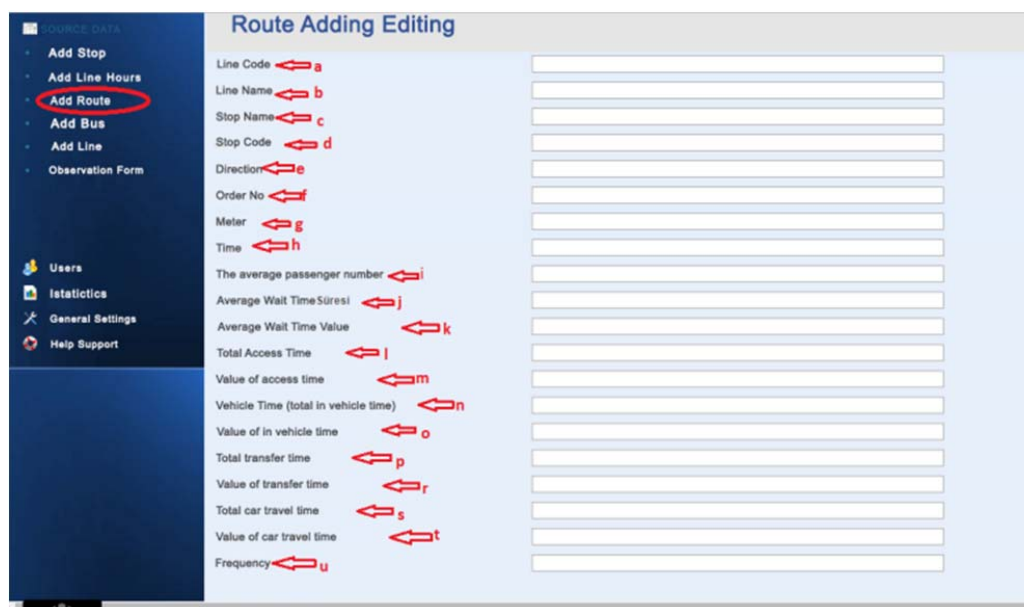 SOURCE DATA
Add Stop
Add Line Hours
Add Route
Add Bus
Add Line
Observation Form
Users
Istatictics
General Settings
Help Support
Route Adding Editing
Line Code a
Line Name b
Stop Name c
Stop Code d
Direction e
Order No f
Meter g
Time h
The average passenger number i
Average Wait Time Süresi j
Average Wait Time Value k
Total Access Time l
Value of access time m
Vehicle Time (total in vehicle time) n
Value of in vehicle time o
Total transfer time p
Value of transfer time r
Total car travel time s
Value of car travel time t
Frequency u